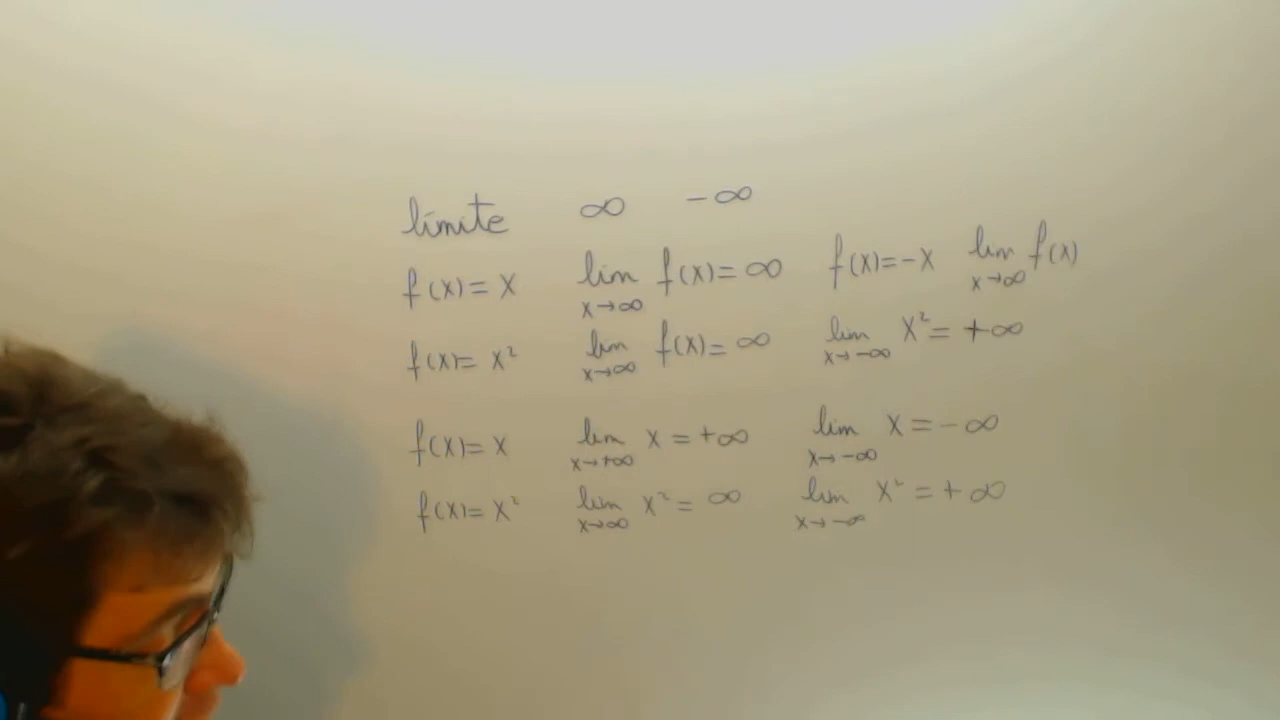 límite ∞ -∞
f(x)= x lim x→∞ f(x)= ∞ f(x)= -x lim x→∞ f(x)
f(x)= x² lim x→∞ f(x)= ∞ lim x→-∞ x² = +∞
f(x)= x lim x→+∞ x = +∞ lim x→-∞ x = -∞
f(x)= x² lim x→∞ x² = ∞ lim x→-∞ x² = +∞